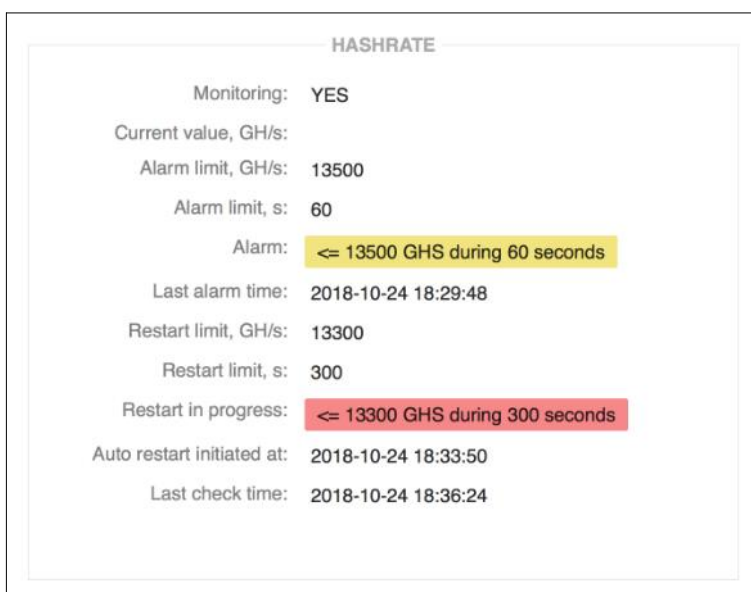 HASHRATE
Monitoring: YES
Current value, GH/s:
Alarm limit, GH/s: 13500
Alarm limit, s: 60
Alarm: <= 13500 GHS during 60 seconds
Last alarm time: 2018-10-24 18:29:48
Restart limit, GH/s: 13300
Restart limit, s: 300
Restart in progress: <= 13300 GHS during 300 seconds
Auto restart initiated at: 2018-10-24 18:33:50
Last check time: 2018-10-24 18:36:24